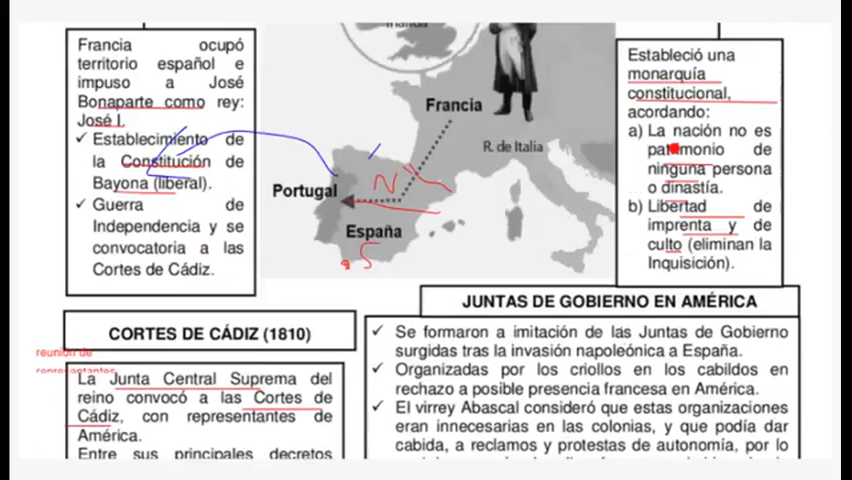 Francia ocupó
territorio español e
impuso a José
Bonaparte como rey:
José I.
✓ Establecimiento de
la Constitución de
Bayona (liberal).
✓ Guerra de
Independencia y se
convocatoria a las
Cortes de Cádiz.
Irlanda
Francia
R. de Italia
Portugal
España
N
S
Estableció una
monarquía
constitucional,
acordando:
a) La nación no es
patrimonio de
ninguna persona
o dinastía.
b) Libertad de
imprenta y de
culto (eliminan la
Inquisición).
CORTES DE CÁDIZ (1810)
reunion de
representantes
La Junta Central Suprema del
reino convocó a las Cortes de
Cádiz, con representantes de
América.
Entre sus principales decretos
JUNTAS DE GOBIERNO EN AMÉRICA
✓ Se formaron a imitación de las Juntas de Gobierno
surgidas tras la invasión napoleónica a España.
✓ Organizadas por los criollos en los cabildos en
rechazo a posible presencia francesa en América.
✓ El virrey Abascal consideró que estas organizaciones
eran innecesarias en las colonias, y que podía dar
cabida, a reclamos y protestas de autonomía, por lo